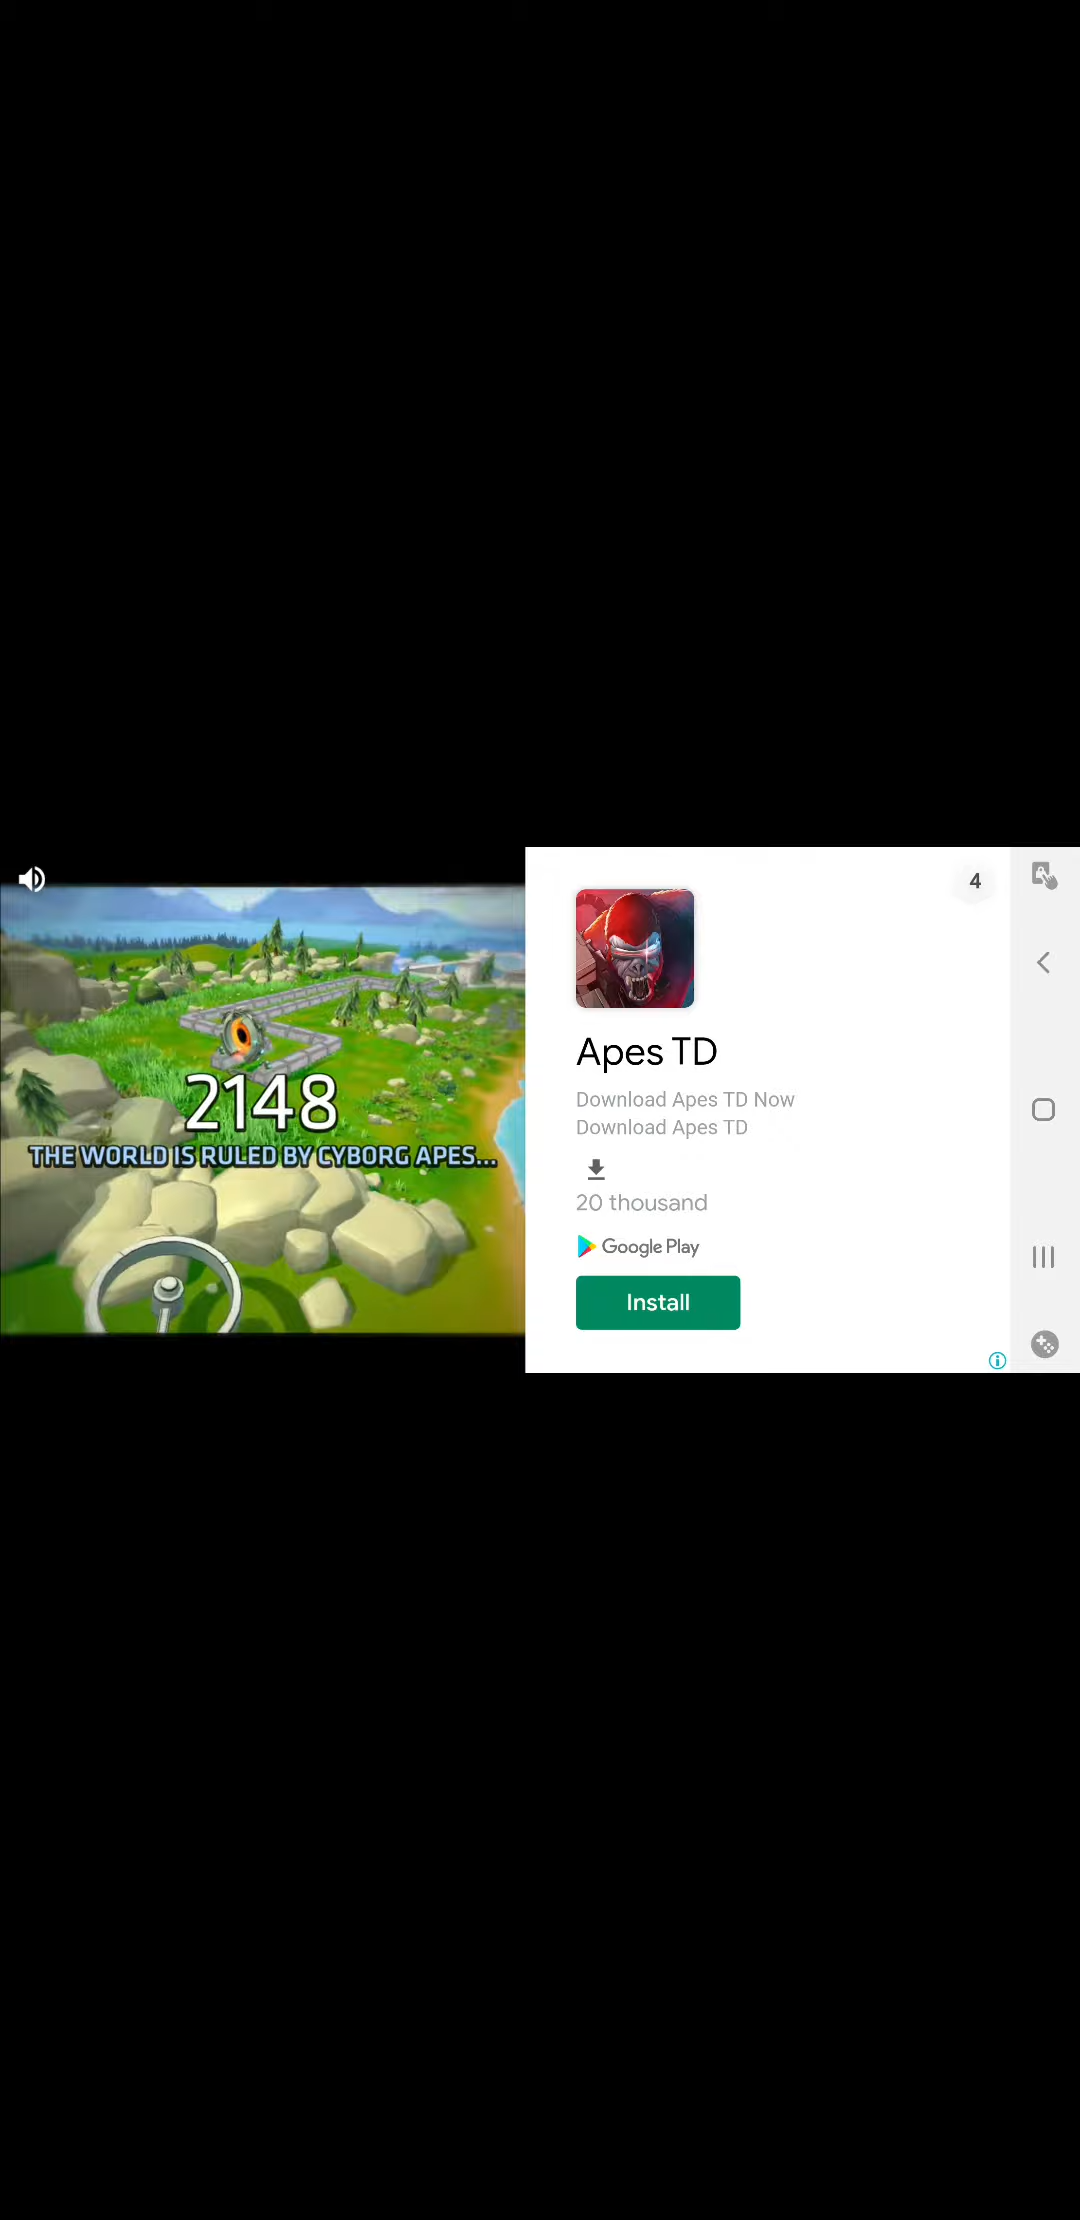 2148
THE WORLD IS RULED BY CYBORG APES...
4
Apes TD
Download Apes TD Now
Download Apes TD
20 thousand
Google Play
Install